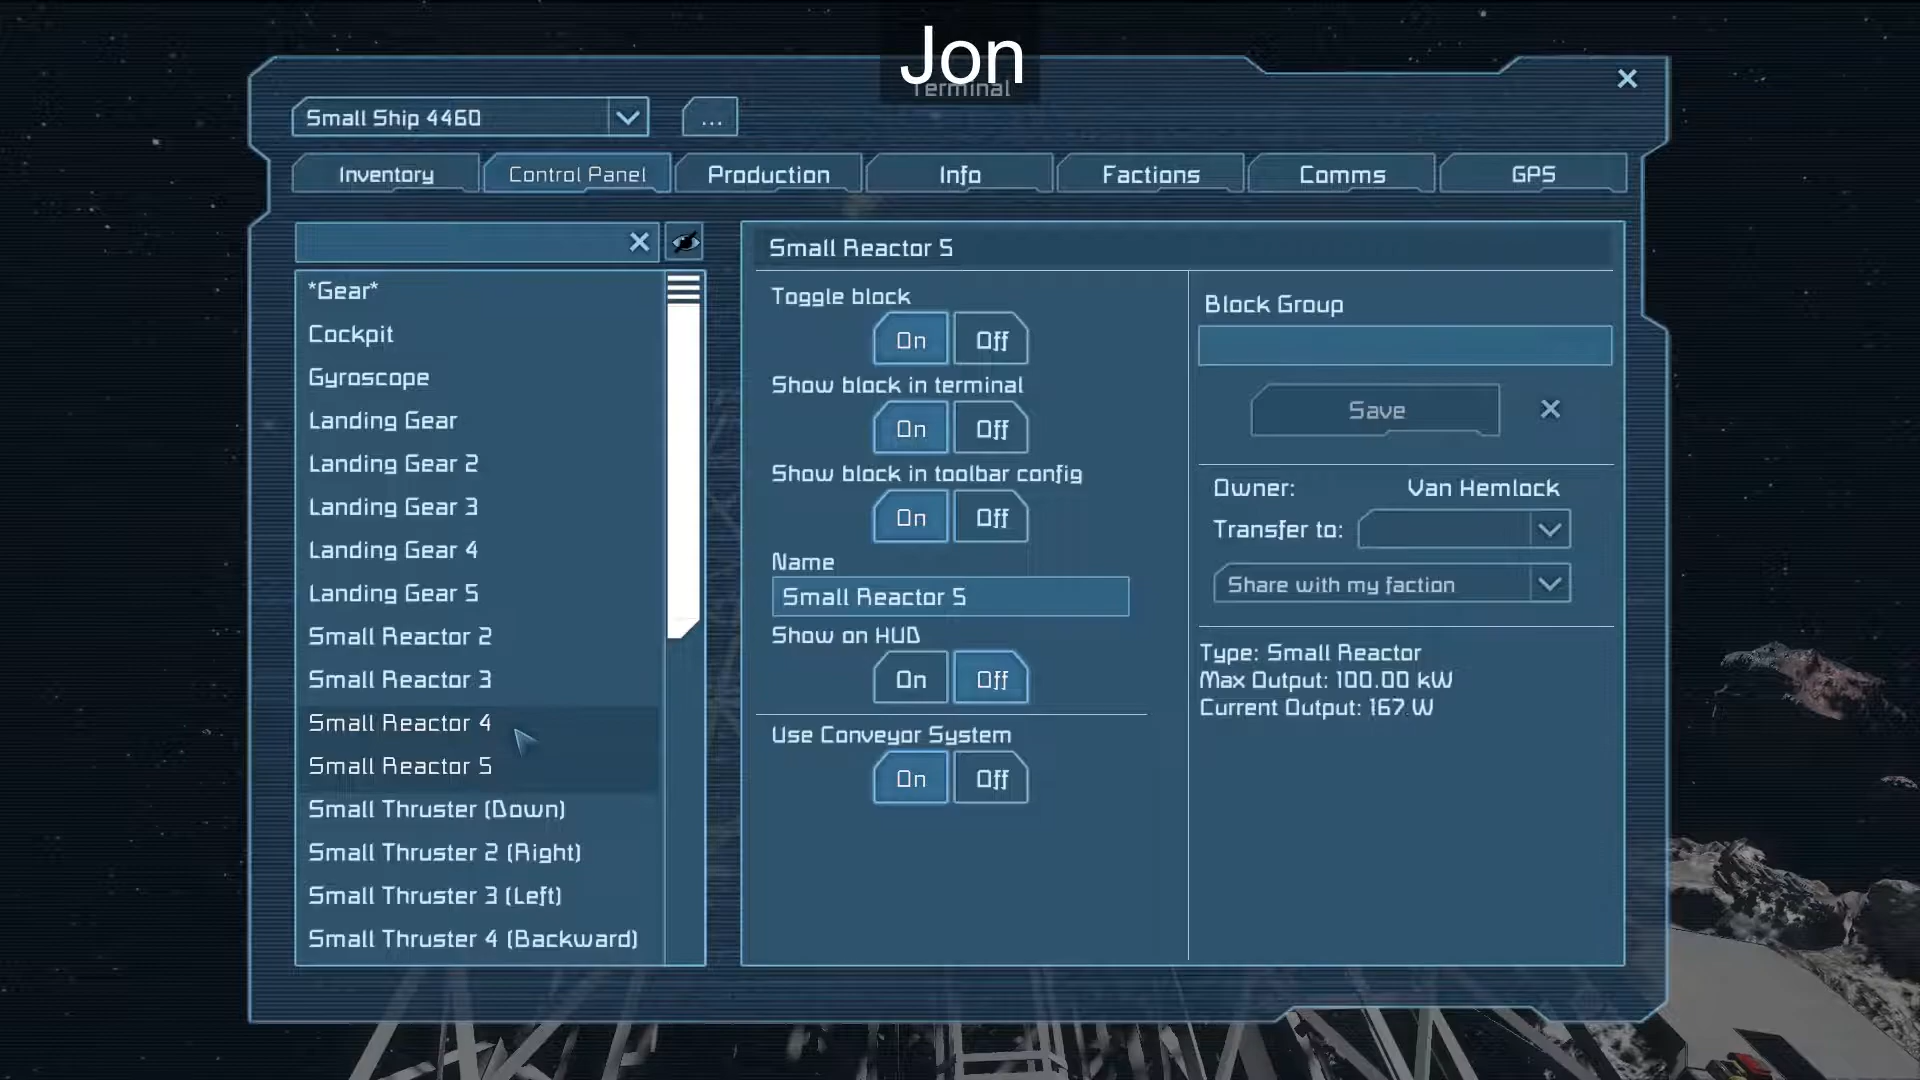 Jon
Terminal
Small Ship 4460
...
Inventory
Control Panel
Production
Info
Factions
Comms
GPS
*Gear*
Cockpit
Gyroscope
Landing Gear
Landing Gear 2
Landing Gear 3
Landing Gear 4
Landing Gear 5
Small Reactor 2
Small Reactor 3
Small Reactor 4
Small Reactor 5
Small Thruster (Down)
Small Thruster 2 (Right)
Small Thruster 3 (Left)
Small Thruster 4 (Backward)
Small Reactor 5
Toggle block
On Off
Show block in terminal
On Off
Show block in toolbar config
On Off
Name
Small Reactor 5
Show on HUD
On Off
Use Conveyor System
On Off
Block Group
Save
Owner: Van Hemlock
Transfer to:
Share with my faction
Type: Small Reactor
Max Output: 100.00 kW
Current Output: 167 W